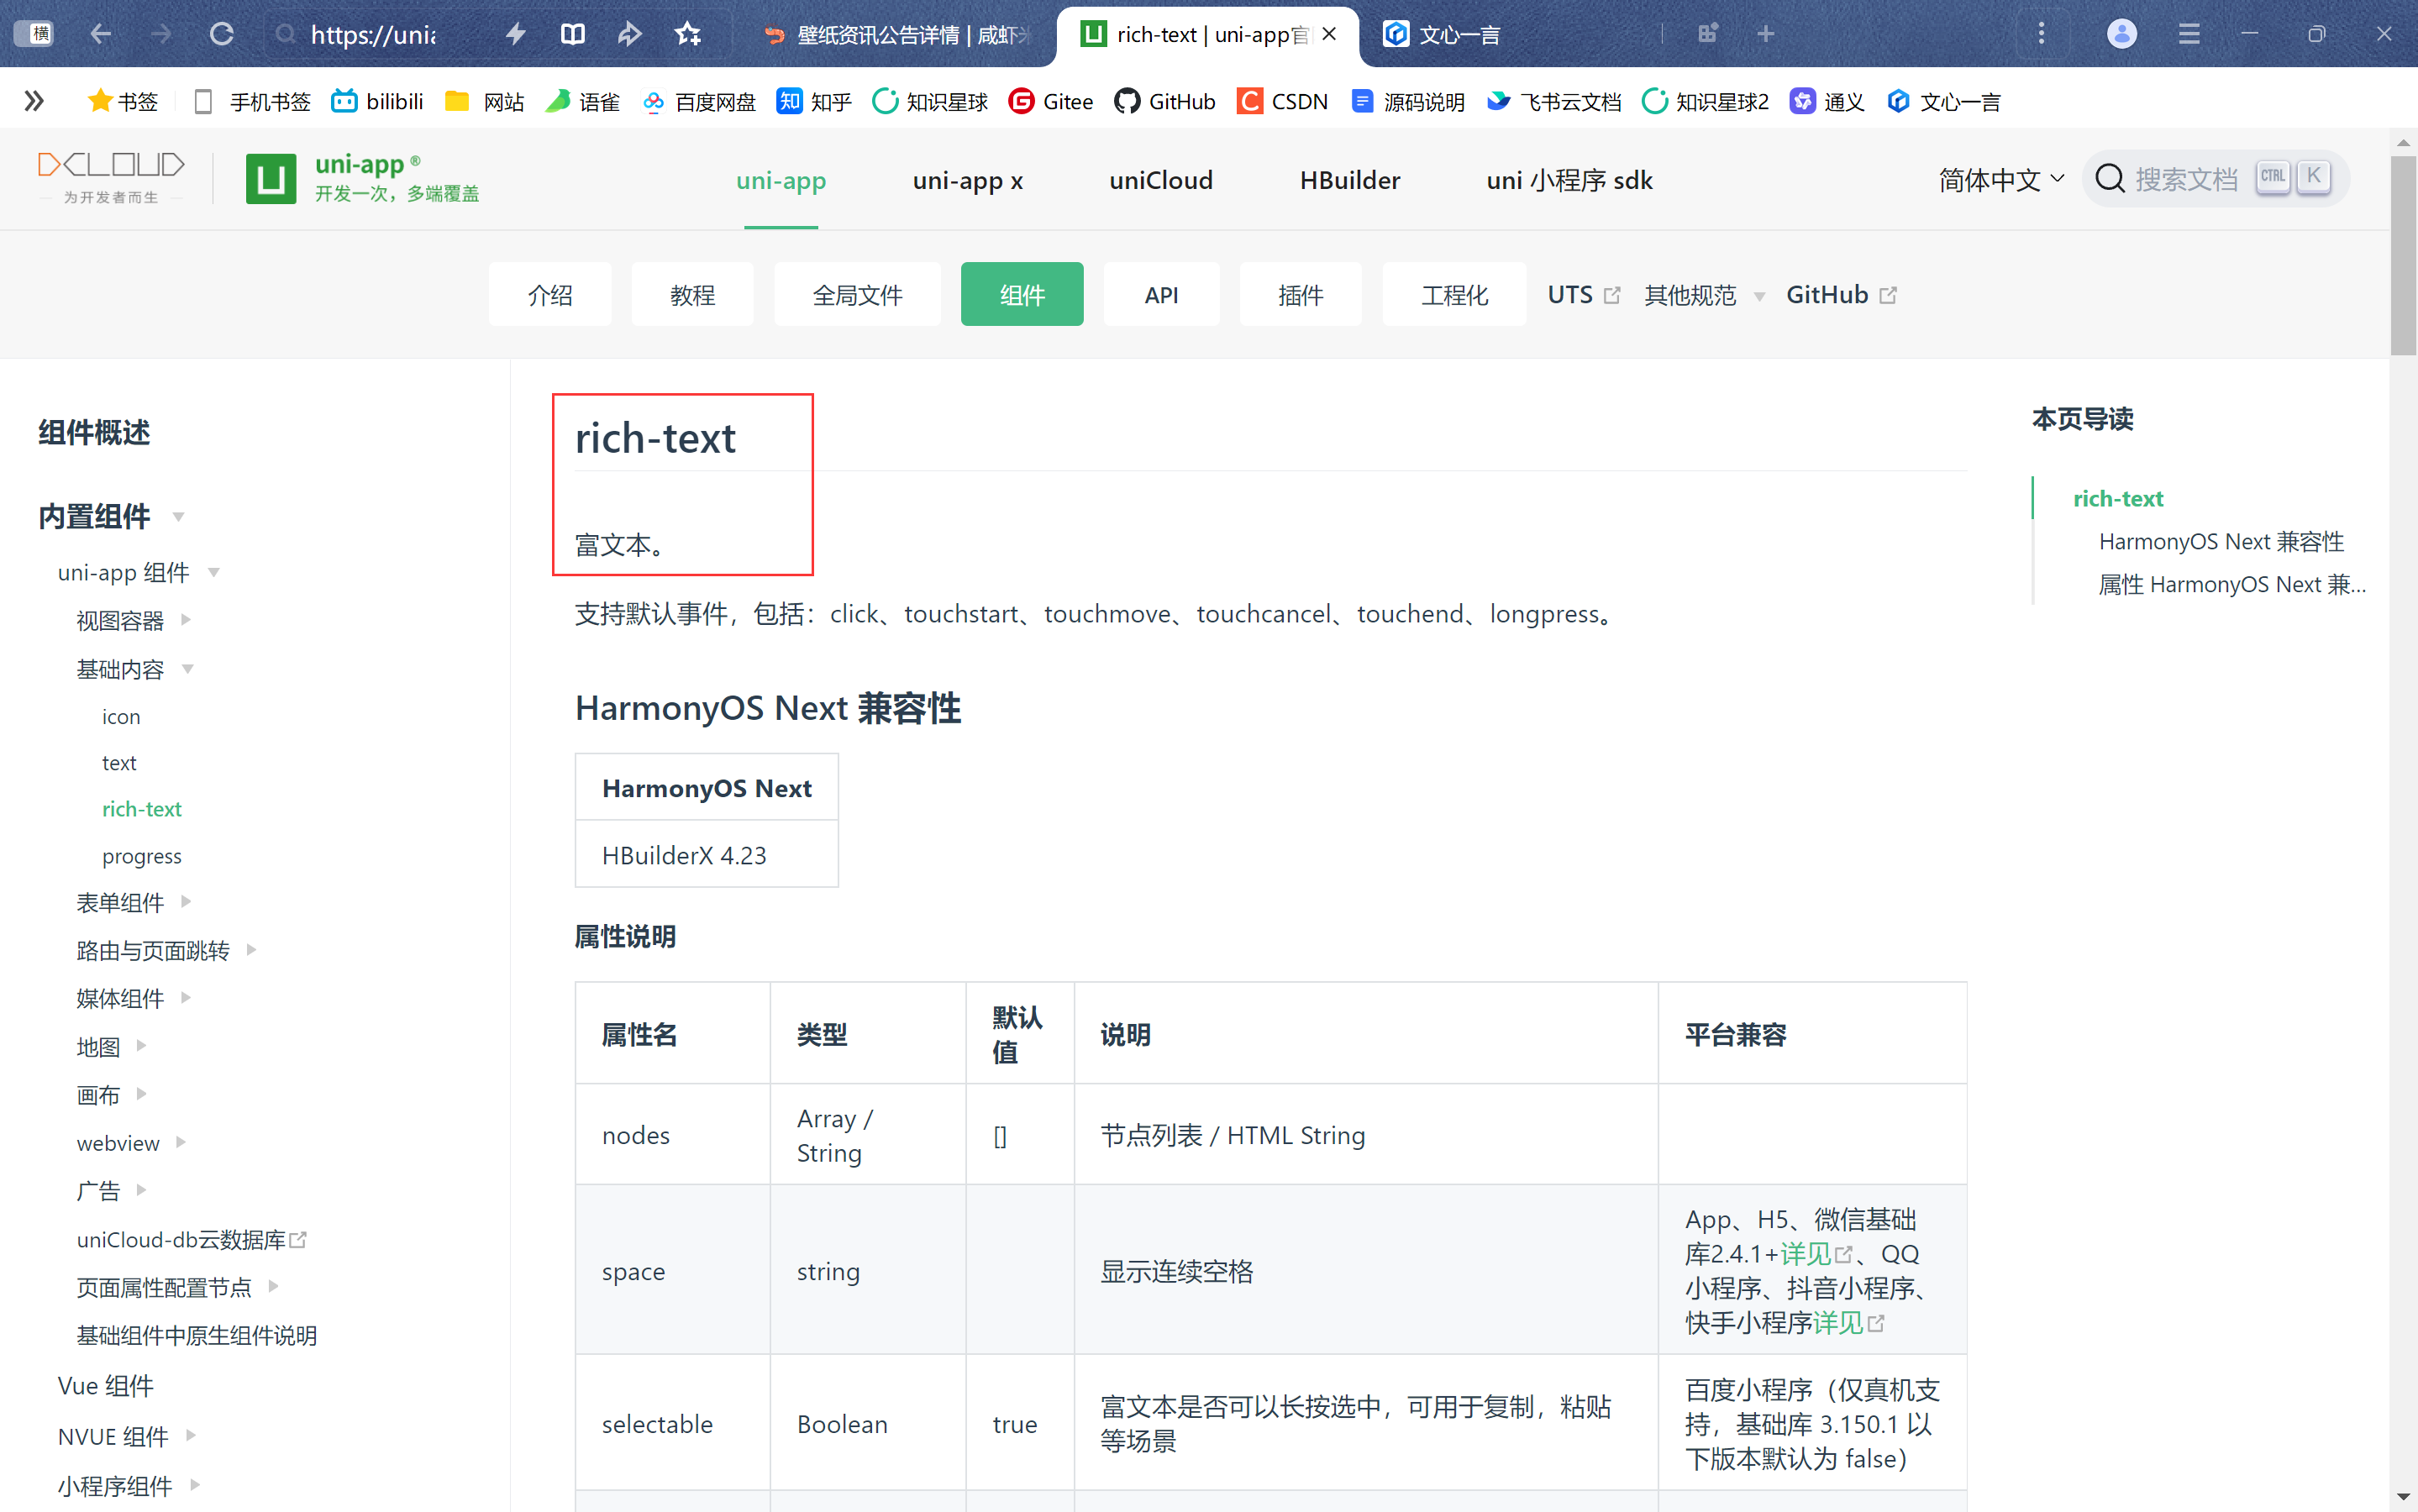 横
https://unia
壁纸资讯公告详情 | 咸虾米
rich-text | uni-app官
文心一言
书签
手机书签
bilibili
网站
语雀
百度网盘
知乎
知识星球
Gitee
GitHub
CSDN
源码说明
飞书云文档
知识星球2
通义
文心一言
DCLOUD
为开发者而生
uni-app ®
开发一次，多端覆盖
uni-app
uni-app x
uniCloud
HBuilder
uni 小程序 sdk
简体中文
搜索文档
CTRL
K
介绍
教程
全局文件
组件
API
插件
工程化
UTS
其他规范
GitHub
组件概述
内置组件
uni-app 组件
视图容器
基础内容
icon
text
rich-text
progress
表单组件
路由与页面跳转
媒体组件
地图
画布
webview
广告
uniCloud-db云数据库
页面属性配置节点
基础组件中原生组件说明
Vue 组件
NVUE 组件
小程序组件
rich-text
富文本。
支持默认事件，包括：click、touchstart、touchmove、touchcancel、touchend、longpress。
HarmonyOS Next 兼容性
HarmonyOS Next
HBuilderX 4.23
属性说明
属性名
类型
默认
值
说明
平台兼容
nodes
Array /
String
[]
节点列表 / HTML String
space
string
显示连续空格
App、H5、微信基础
库2.4.1+详见、QQ
小程序、抖音小程序、
快手小程序详见
selectable
Boolean
true
富文本是否可以长按选中，可用于复制，粘贴
等场景
百度小程序（仅真机支
持，基础库 3.150.1 以
下版本默认为 false）
本页导读
rich-text
HarmonyOS Next 兼容性
属性 HarmonyOS Next 兼...